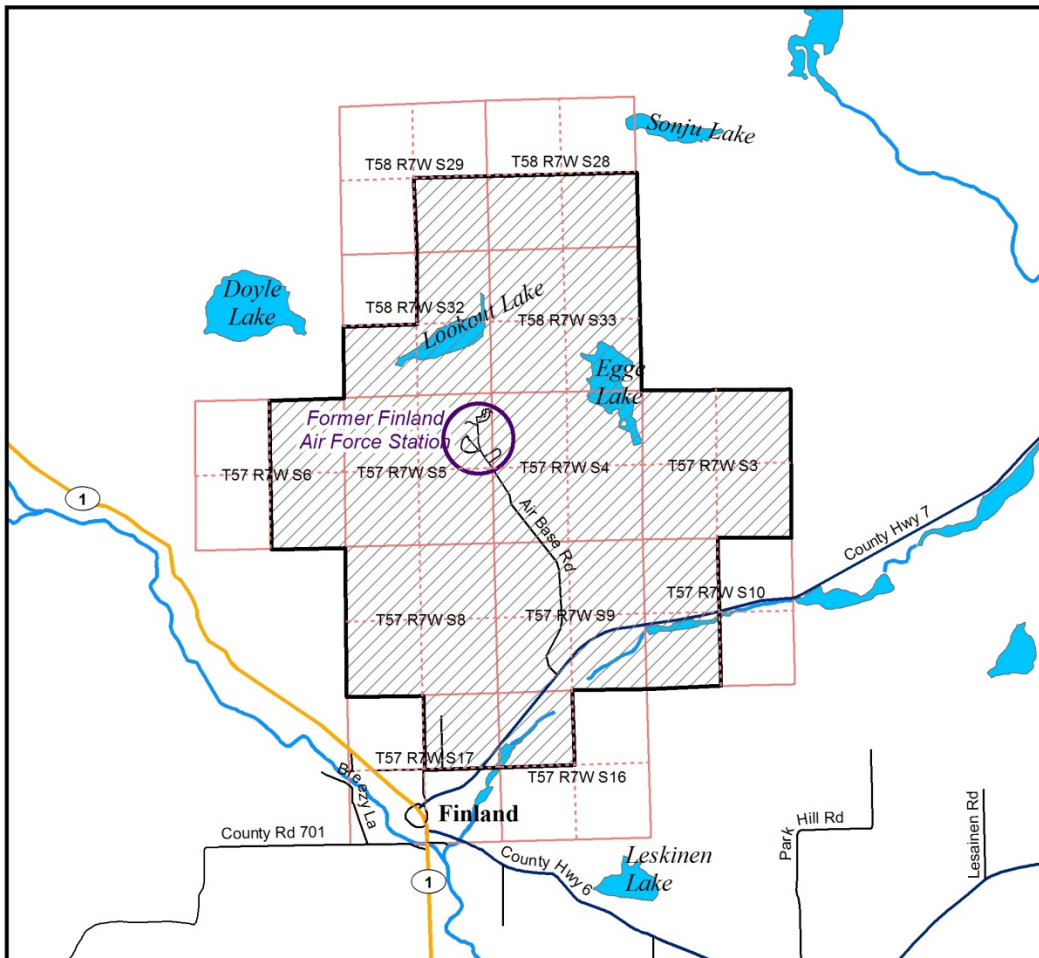 Sonju Lake
T58 R7W S29
T58 R7W S28
Doyle
Lake
T58 R7W S32
Lookout Lake
T58 R7W S33
Egge
Lake
Former Finland
Air Force Station
T57 R7W S6
T57 R7W S5
T57 R7W S4
T57 R7W S3
1
Air Base Rd
County Hwy 7
T57 R7W S10
T57 R7W S8
T57 R7W S9
T57 R7W S17
T57 R7W S16
Breezy La
Finland
County Rd 701
County Hwy 6
Leskinen
Lake
Park
Hill Rd
Lesainen Rd
1